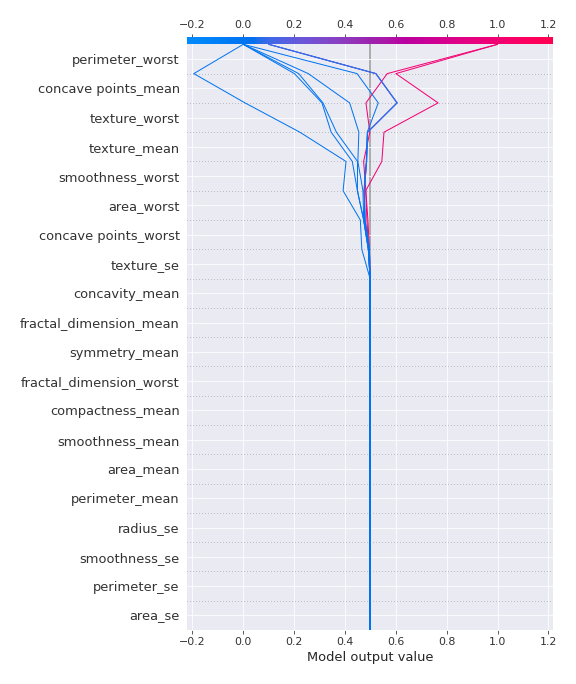 −0.2 0.0 0.2 0.4 0.6 0.8 1.0 1.2
perimeter_worst
concave points_mean
texture_worst
texture_mean
smoothness_worst
area_worst
concave points_worst
texture_se
concavity_mean
fractal_dimension_mean
symmetry_mean
fractal_dimension_worst
compactness_mean
smoothness_mean
area_mean
perimeter_mean
radius_se
smoothness_se
perimeter_se
area_se
−0.2 0.0 0.2 0.4 0.6 0.8 1.0 1.2
Model output value